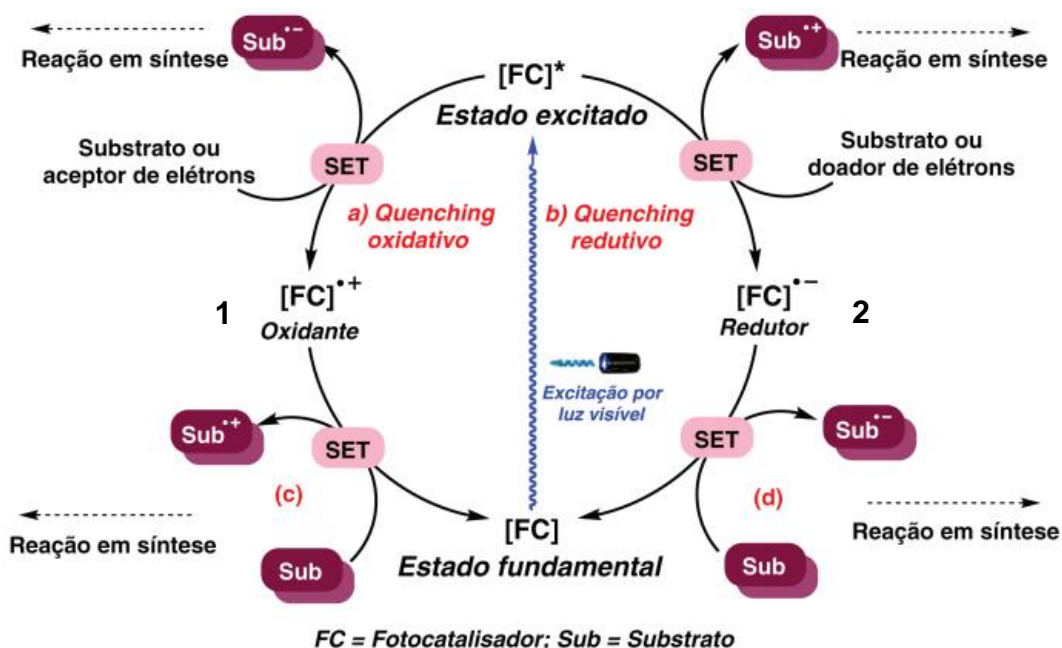 Sub•−
Reação em síntese
Sub•+
Reação em síntese
[FC]*
Estado excitado
Substrato ou
aceptor de elétrons
SET
SET
Substrato ou
doador de elétrons
a) Quenching
oxidativo
b) Quenching
redutivo
1
[FC]•+
Oxidante
[FC]•−
Redutor
2
Excitação por
luz visível
Sub•+
SET
SET
Sub•−
(c)
(d)
Reação em síntese
Reação em síntese
[FC]
Estado fundamental
Sub
Sub
FC = Fotocatalisador; Sub = Substrato